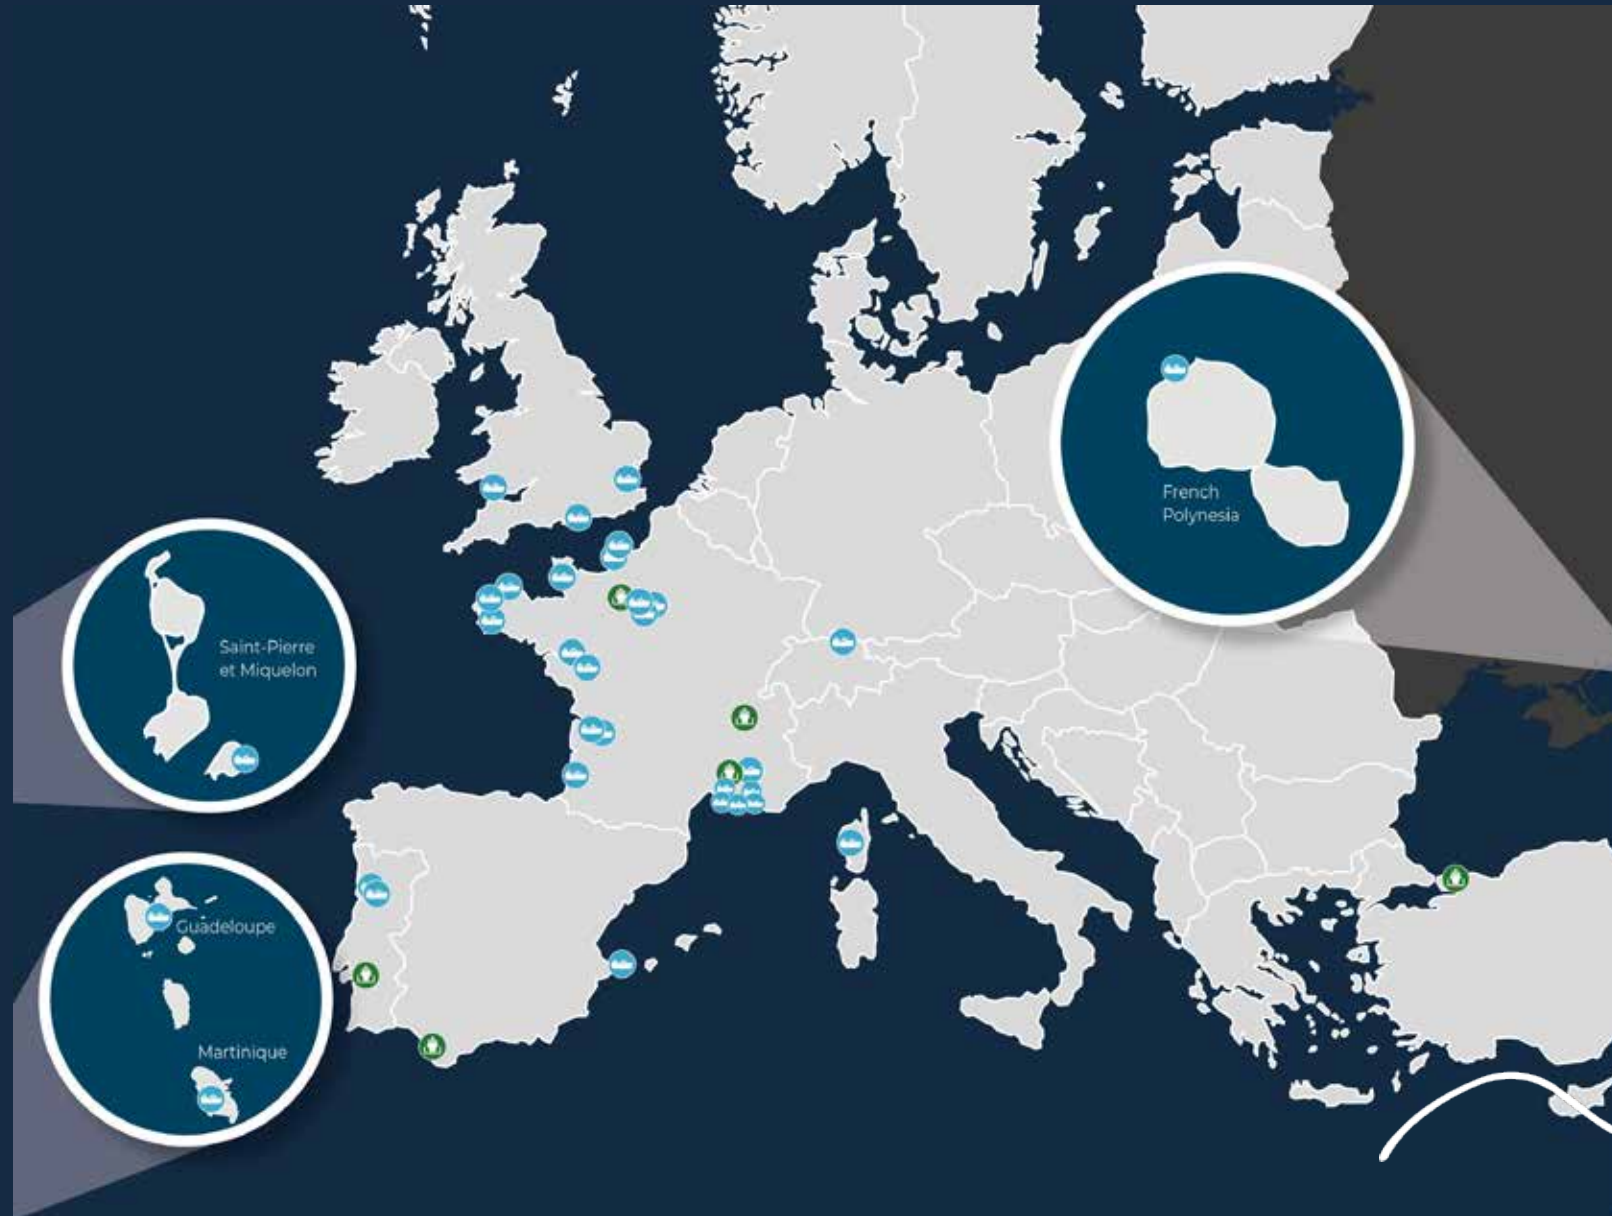 French
Polynesia
Saint-Pierre
et Miquelon
Guadeloupe
Martinique